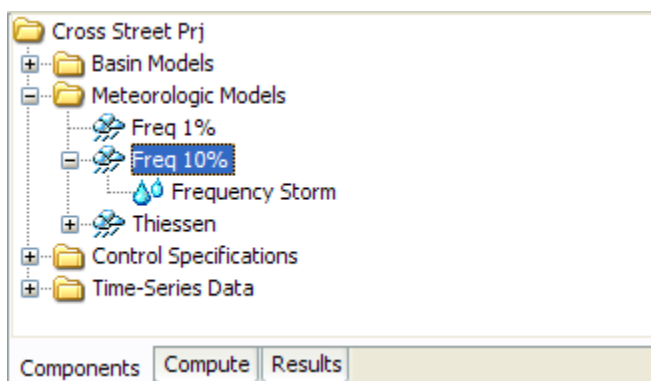 Cross Street Prj
Basin Models
Meteorologic Models
Freq 1%
Freq 10%
Frequency Storm
Thiessen
Control Specifications
Time-Series Data
Components Compute Results